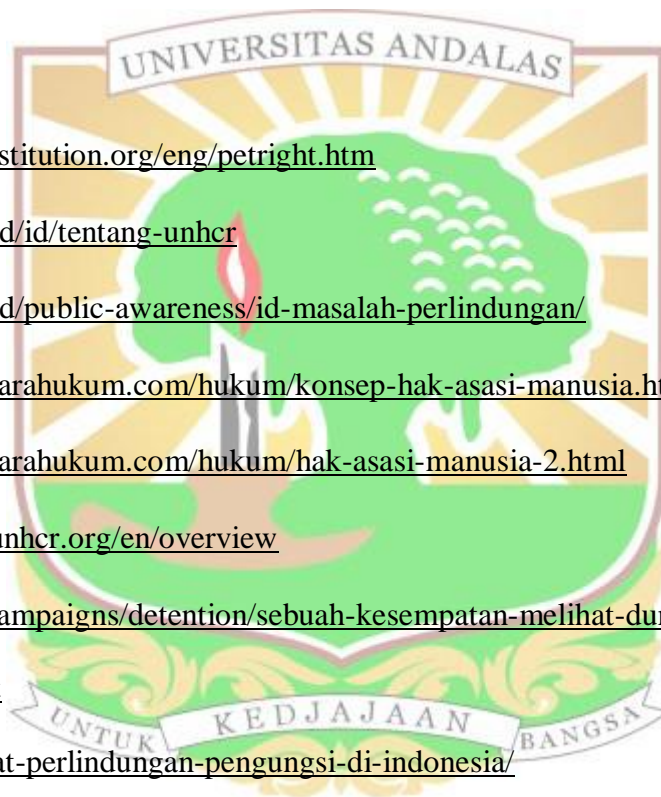 UNIVERSITAS ANDALAS
stitution.org/eng/petright.htm
d/id/tentang-unhcr
d/public-awareness/id-masalah-perlindungan/
arahukum.com/hukum/konsep-hak-asasi-manusia.ht
arahukum.com/hukum/hak-asasi-manusia-2.html
unhcr.org/en/overview
ampaigns/detention/sebuah-kesempatan-melihat-du
UNTUK KEDJAJAAN BANGSA
at-perlindungan-pengungsi-di-indonesia/